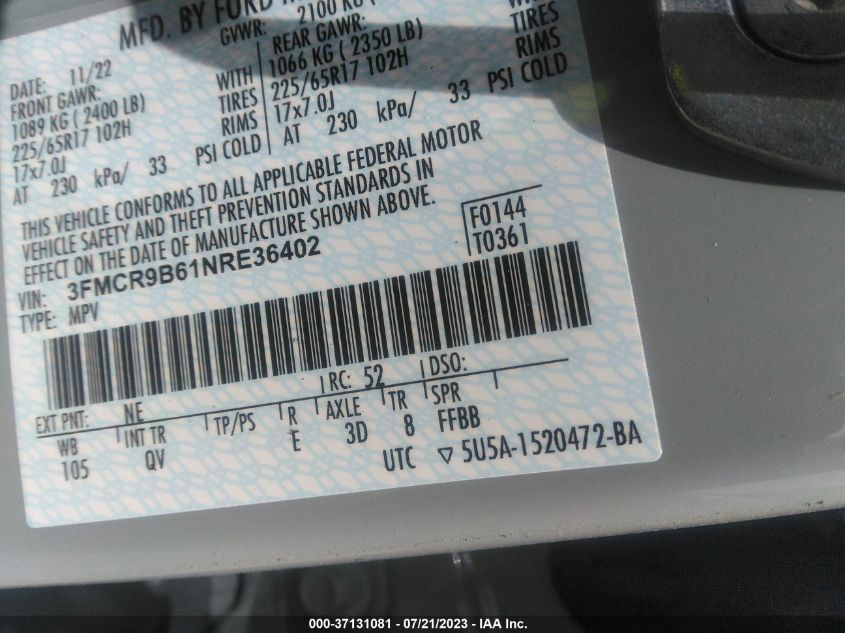 MFD. BY FORD
GVWR: 2100 KG
DATE: 11/22
FRONT GAWR: WITH
1089 KG ( 2400 LB) TIRES
225/65R17 102H RIMS
17x7.0J PSI COLD
AT 230 kPa/ 33
REAR GAWR:
1066 KG ( 2350 LB) TIRES
225/65R17 102H RIMS
17x7.0J PSI COLD
AT 230 kPa/ 33
THIS VEHICLE CONFORMS TO ALL APPLICABLE FEDERAL MOTOR
VEHICLE SAFETY AND THEFT PREVENTION STANDARDS IN
EFFECT ON THE DATE OF MANUFACTURE SHOWN ABOVE.
F0144
T0361
VIN: 3FMCR9B61NRE36402
TYPE: MPV
EXT PNT: NE RC: 52 DSO:
WB INT TR TP/PS R AXLE TR SPR
105 QV E 3D 8 FFBB
UTC ▽ 5U5A-1520472-BA
000-37131081 - 07/21/2023 - IAA Inc.